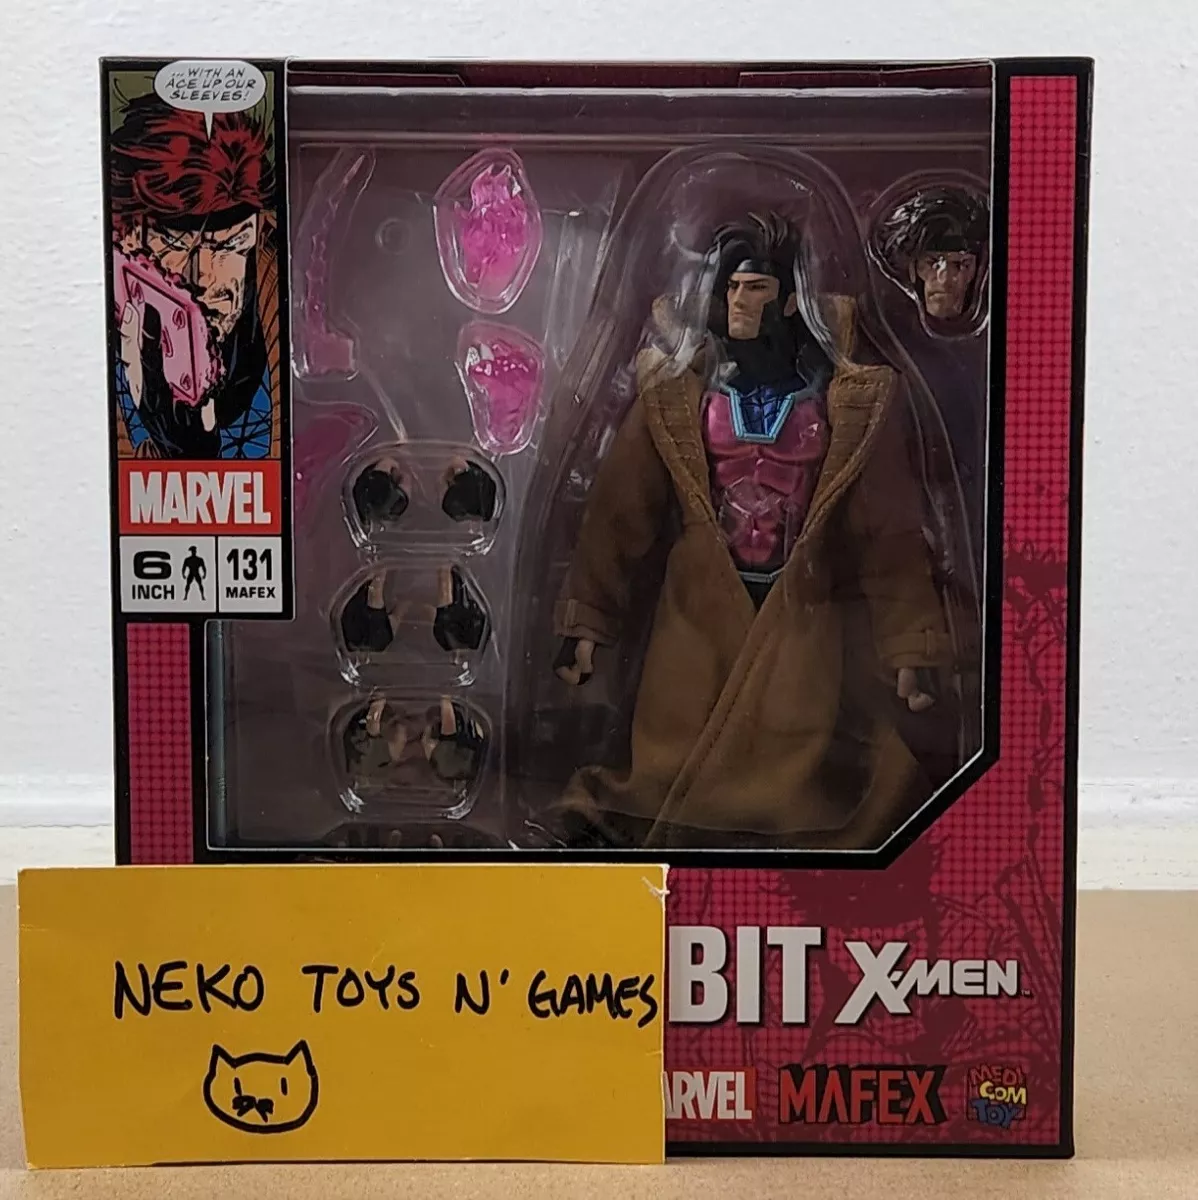 ...WITH AN
ACE UP OUR
SLEEVES!
MARVEL
6
INCH
131
MAFEX
NEKO TOYS N' GAMES
BIT X-MEN
ARVEL MAFEX MEDI
COM
TOY